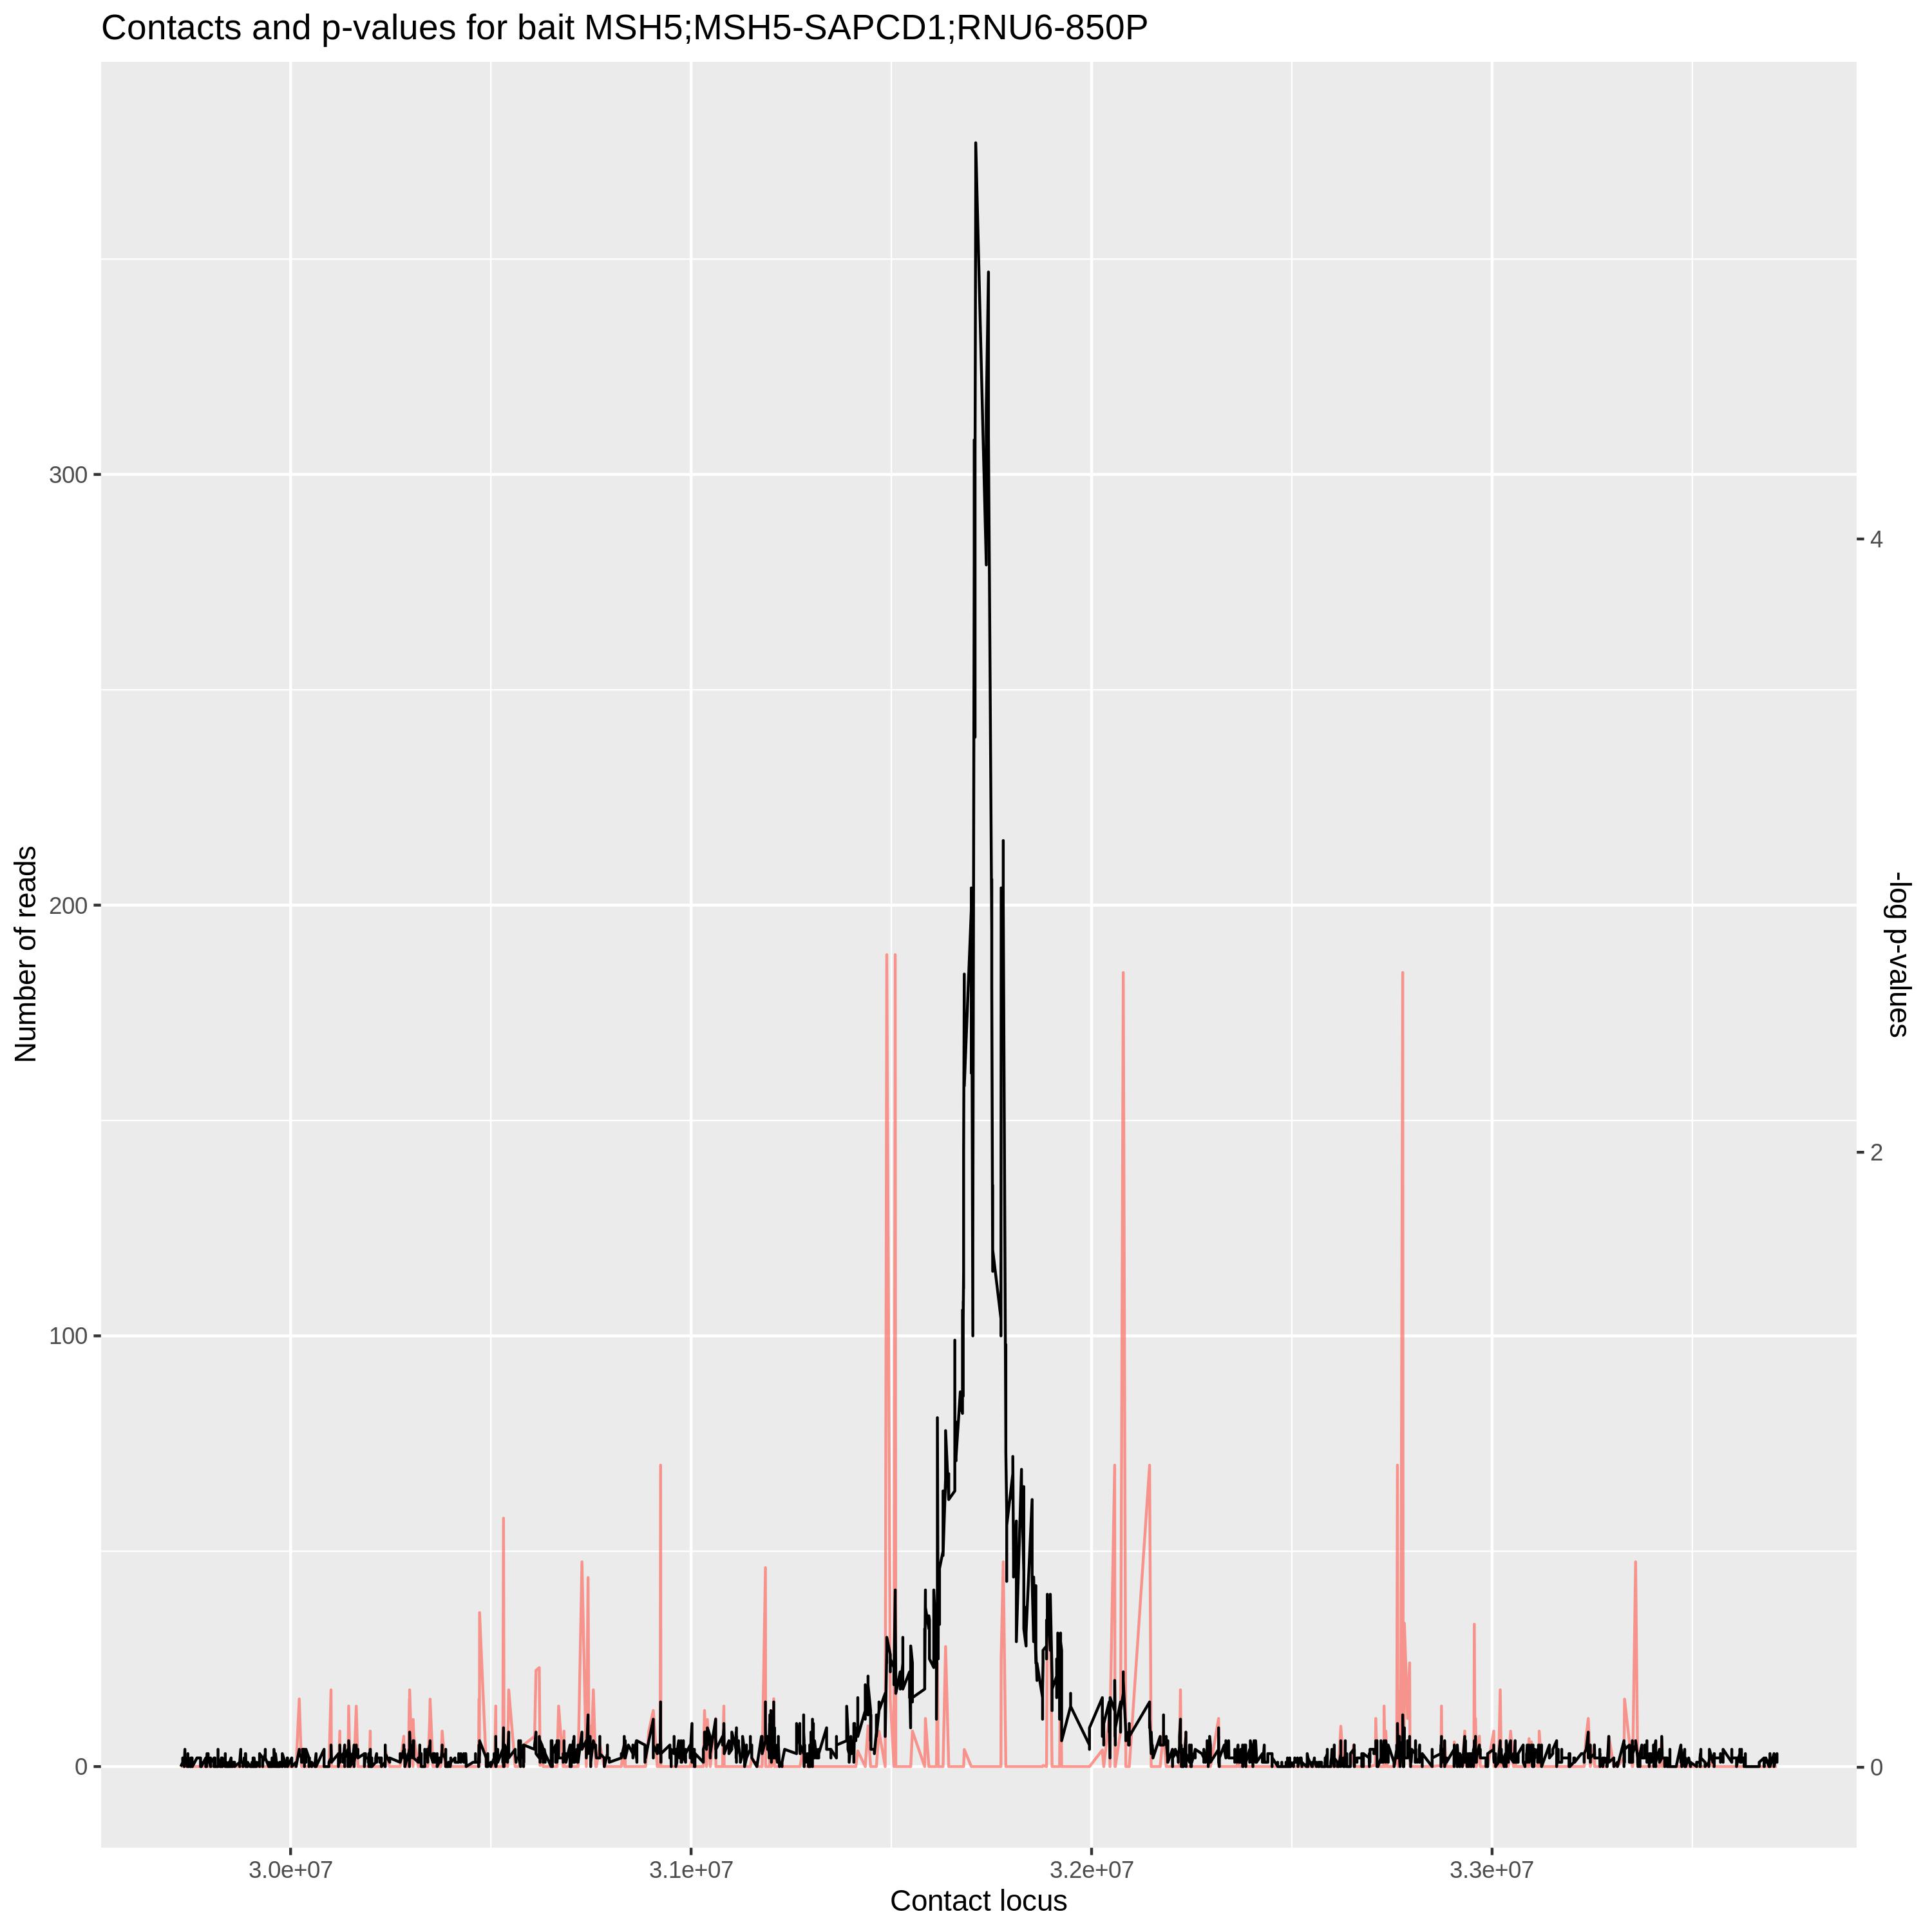 Contacts and p-values for bait MSH5;MSH5-SAPCD1;RNU6-850P
Number of reads
300
200
100
0
4
2
0
-log p-values
3.0e+07 3.1e+07 3.2e+07 3.3e+07
Contact locus